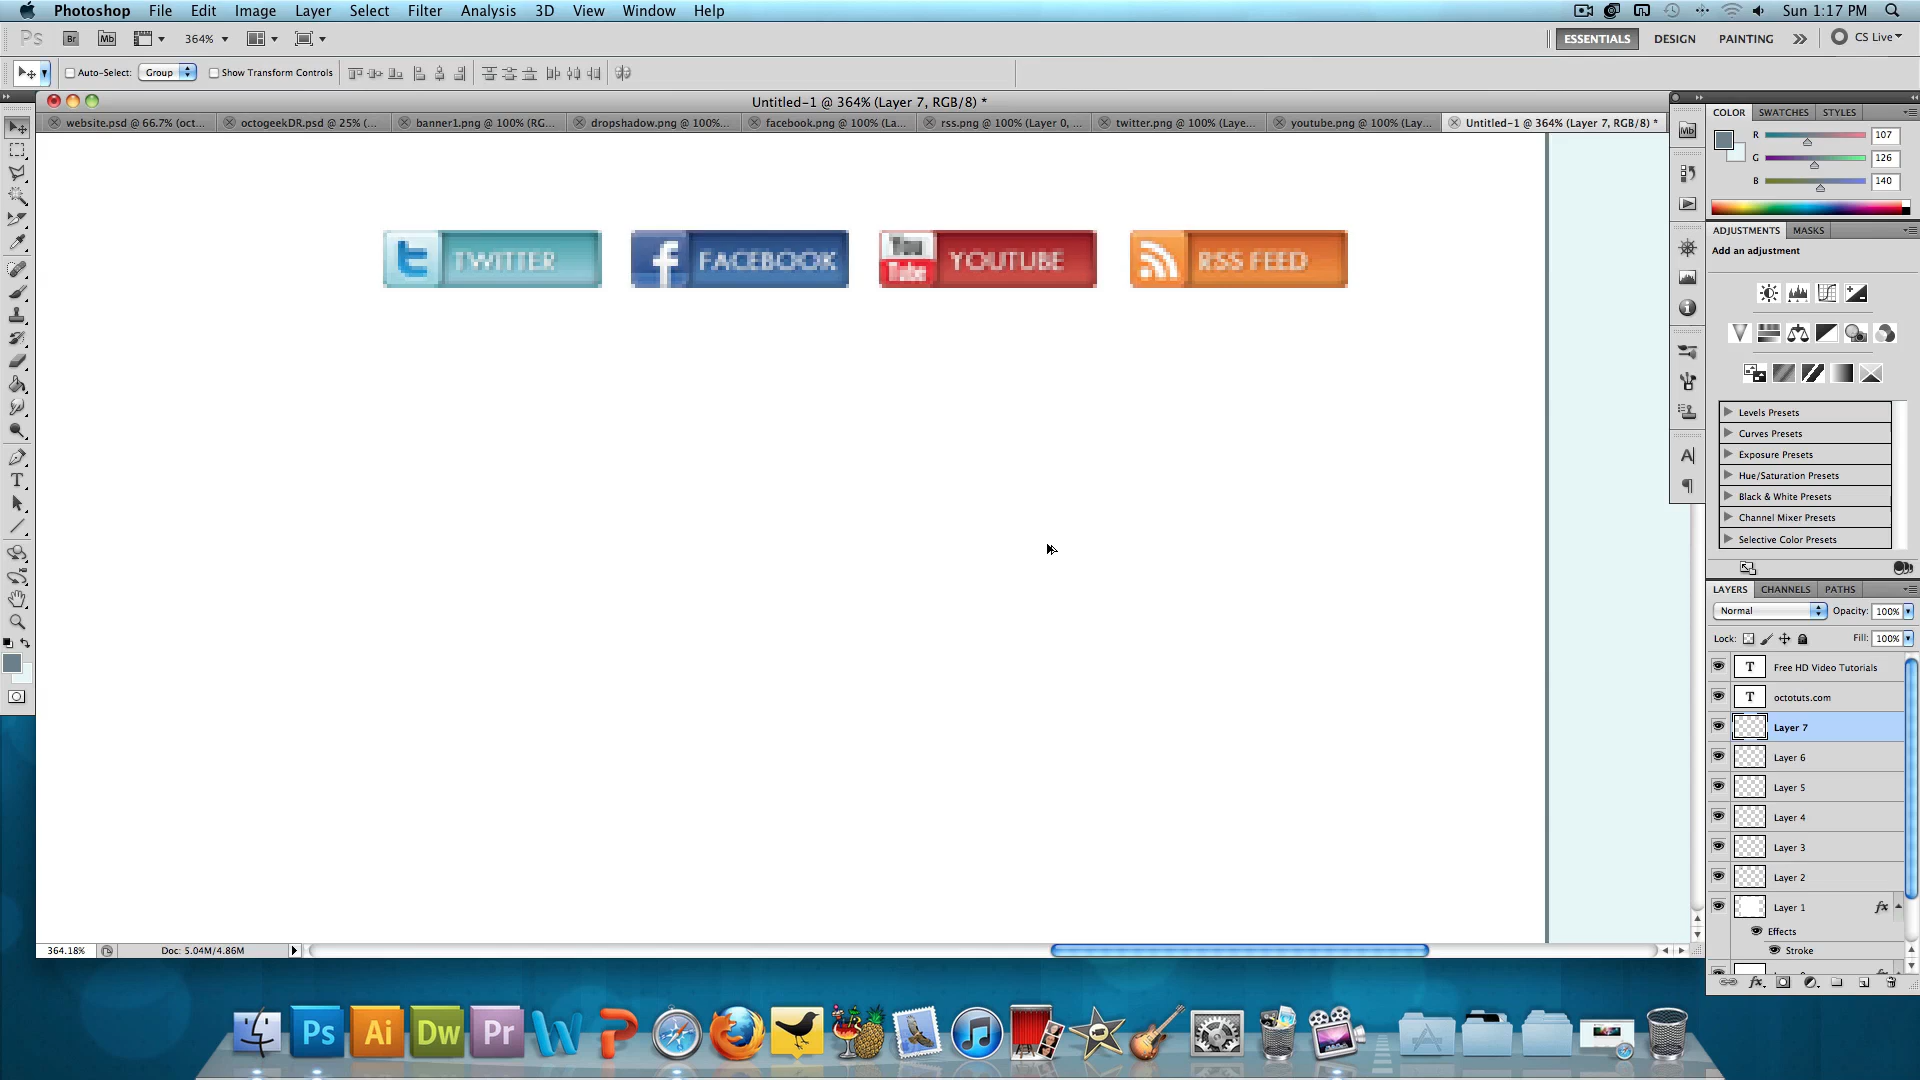 Photoshop File Edit Image Layer Select Filter Analysis 3D View Window Help Sun 1:17 PM
Ps Br Mb 364% ESSENTIALS DESIGN PAINTING CS Live
Auto-Select: Group Show Transform Controls
Untitled-1 @ 364% (Layer 7, RGB/8) *
website.psd @ 66.7% (oct... octogeekDR.psd @ 25% (... banner1.png @ 100% (RG... dropshadow.png @ 100%... facebook.png @ 100% (La... rss.png @ 100% (Layer 0, ... twitter.png @ 100% (Laye... youtube.png @ 100% (Lay... Untitled-1 @ 364% (Layer 7, RGB/8) *
TWITTER FACEBOOK You Tube YOUTUBE RSS FEED
COLOR SWATCHES STYLES
Mb
R 107
G 126
B 140
ADJUSTMENTS MASKS
Add an adjustment
Levels Presets
Curves Presets
Exposure Presets
Hue/Saturation Presets
Black & White Presets
Channel Mixer Presets
Selective Color Presets
LAYERS CHANNELS PATHS
Normal Opacity: 100%
Lock: Fill: 100%
T Free HD Video Tutorials
T octotuts.com
Layer 7
Layer 6
Layer 5
Layer 4
Layer 3
Layer 2
Layer 1 fx
Effects
Stroke
fx
364.18% Doc: 5.04M/4.86M
Ps Ai Dw Pr